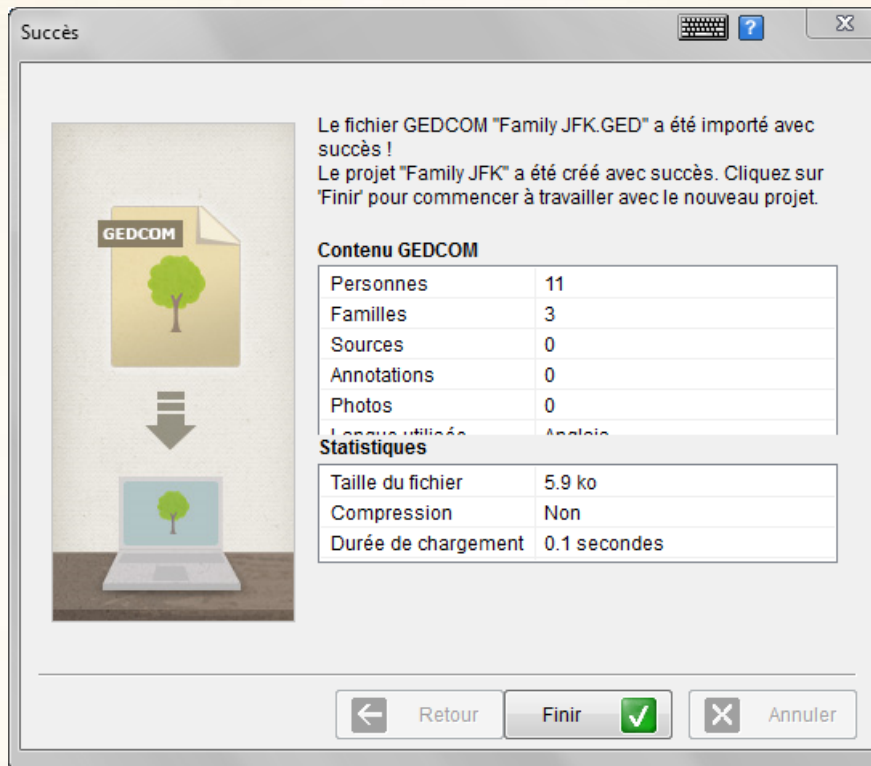 Succès
?
Le fichier GEDCOM "Family JFK.GED" a été importé avec
succès !
Le projet "Family JFK" a été créé avec succès. Cliquez sur
'Finir' pour commencer à travailler avec le nouveau projet.
GEDCOM
Contenu GEDCOM
Personnes 11
Familles 3
Sources 0
Annotations 0
Photos 0
Langue utilisée Anglais
Statistiques
Taille du fichier 5.9 ko
Compression Non
Durée de chargement 0.1 secondes
Retour Finir Annuler